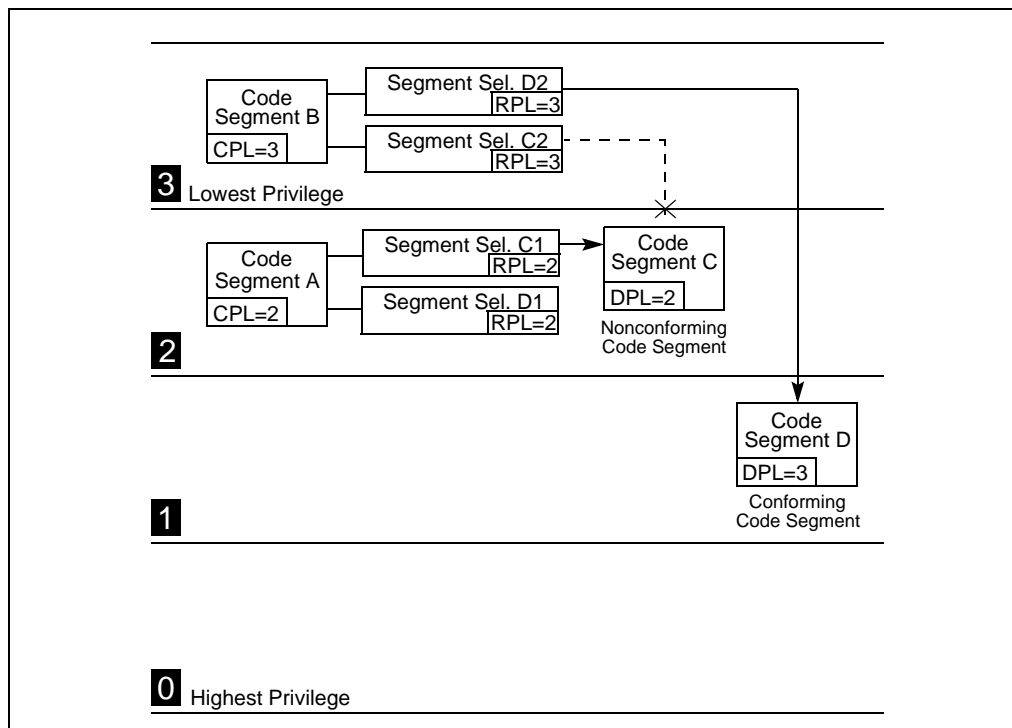 Segment Sel. D2
RPL=3
Code
Segment B
CPL=3
Segment Sel. C2
RPL=3
3 Lowest Privilege
Segment Sel. C1
RPL=2
Code
Segment A
CPL=2
Segment Sel. D1
RPL=2
Code
Segment C
DPL=2
Nonconforming
Code Segment
2
Code
Segment D
DPL=3
Conforming
Code Segment
1
0 Highest Privilege